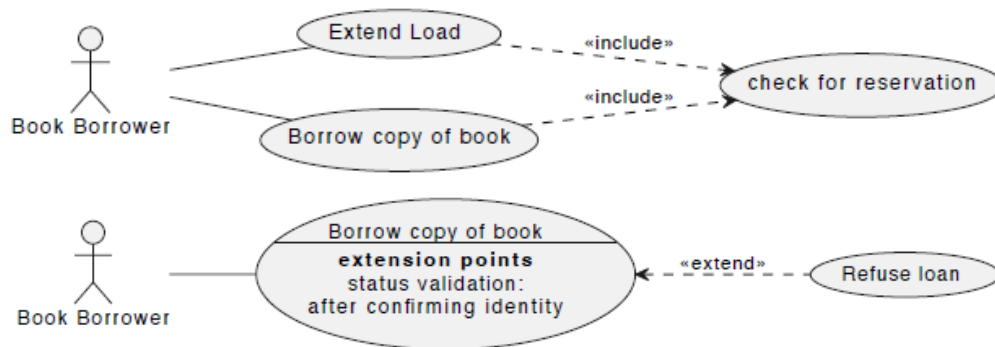 Extend Load
«include»
check for reservation
«include»
Book Borrower
Borrow copy of book
Borrow copy of book
extension points
status validation:
after confirming identity
«extend»
Refuse loan
Book Borrower